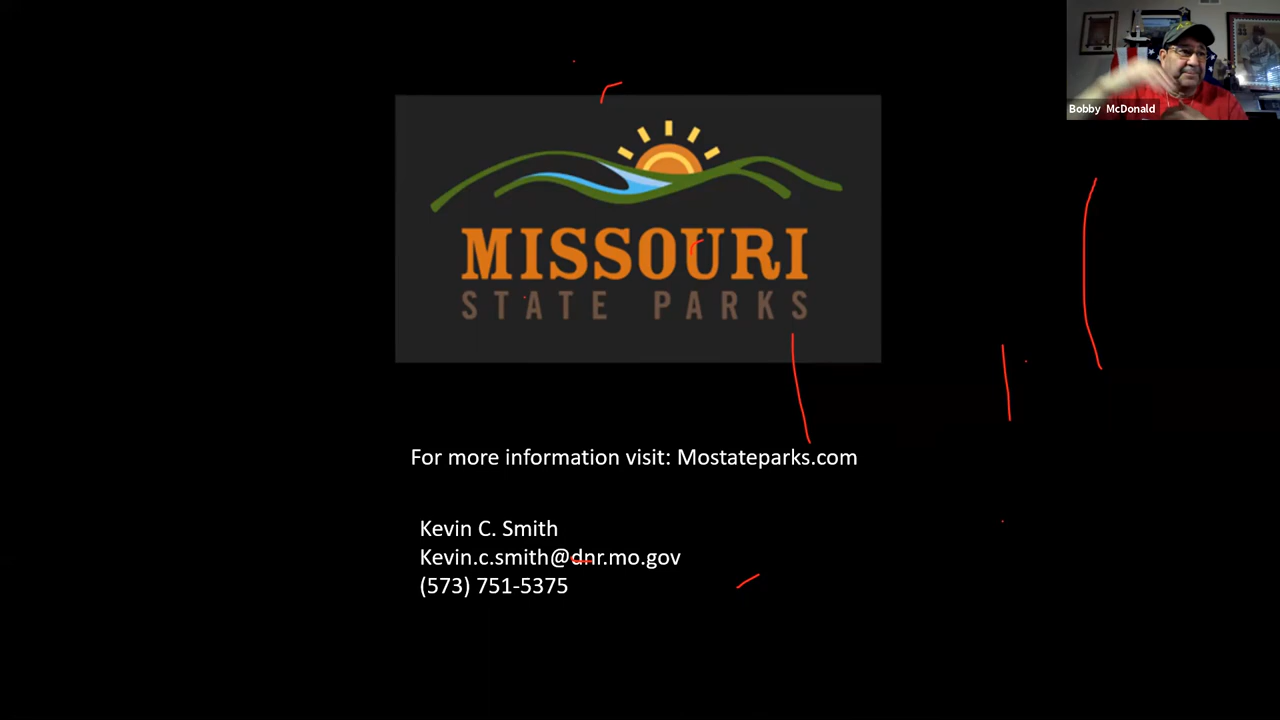 Bobby McDonald
MISSOURI
STATE PARKS
For more information visit: Mostateparks.com
Kevin C. Smith
Kevin.c.smith@dnr.mo.gov
(573) 751-5375